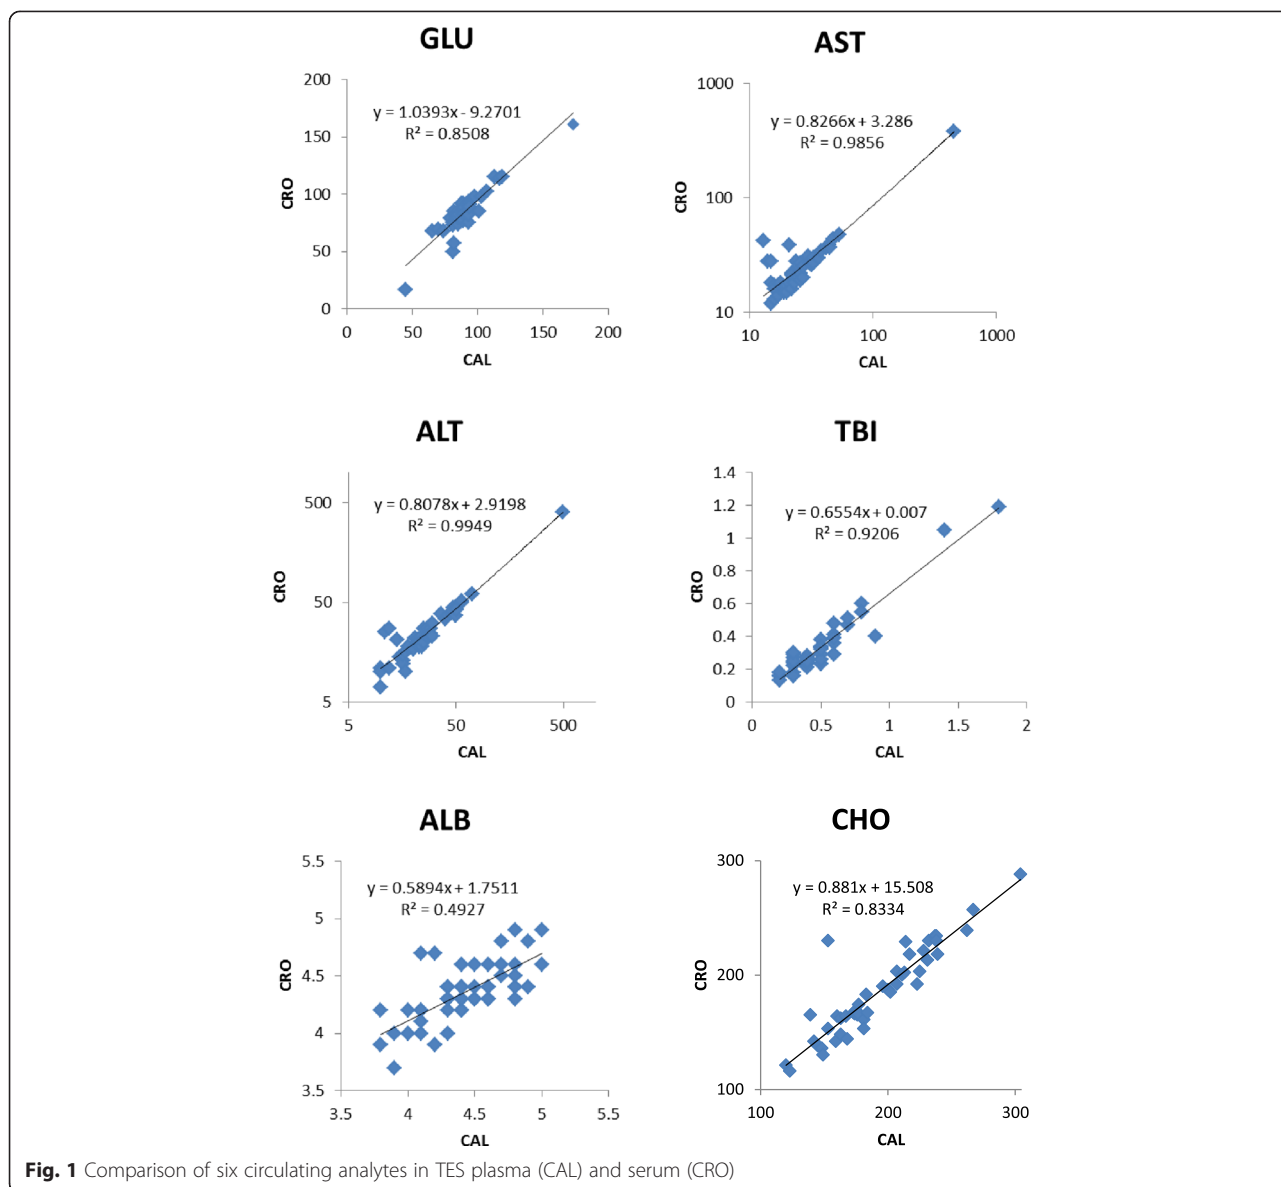 GLU
200
150
100
50
0
0 50 100 150 200
CRO
CAL
y = 1.0393x - 9.2701
R² = 0.8508
AST
1000
100
10
10 100 1000
CRO
CAL
y = 0.8266x + 3.286
R² = 0.9856
ALT
500
50
5
5 50 500
CRO
CAL
y = 0.8078x + 2.9198
R² = 0.9949
TBI
1.4
1.2
1
0.8
0.6
0.4
0.2
0
0 0.5 1 1.5 2
CRO
CAL
y = 0.6554x + 0.007
R² = 0.9206
ALB
5.5
5
4.5
4
3.5
3.5 4 4.5 5 5.5
CRO
CAL
y = 0.5894x + 1.7511
R² = 0.4927
CHO
300
200
100
100 200 300
CRO
CAL
y = 0.881x + 15.508
R² = 0.8334
Fig. 1 Comparison of six circulating analytes in TES plasma (CAL) and serum (CRO)